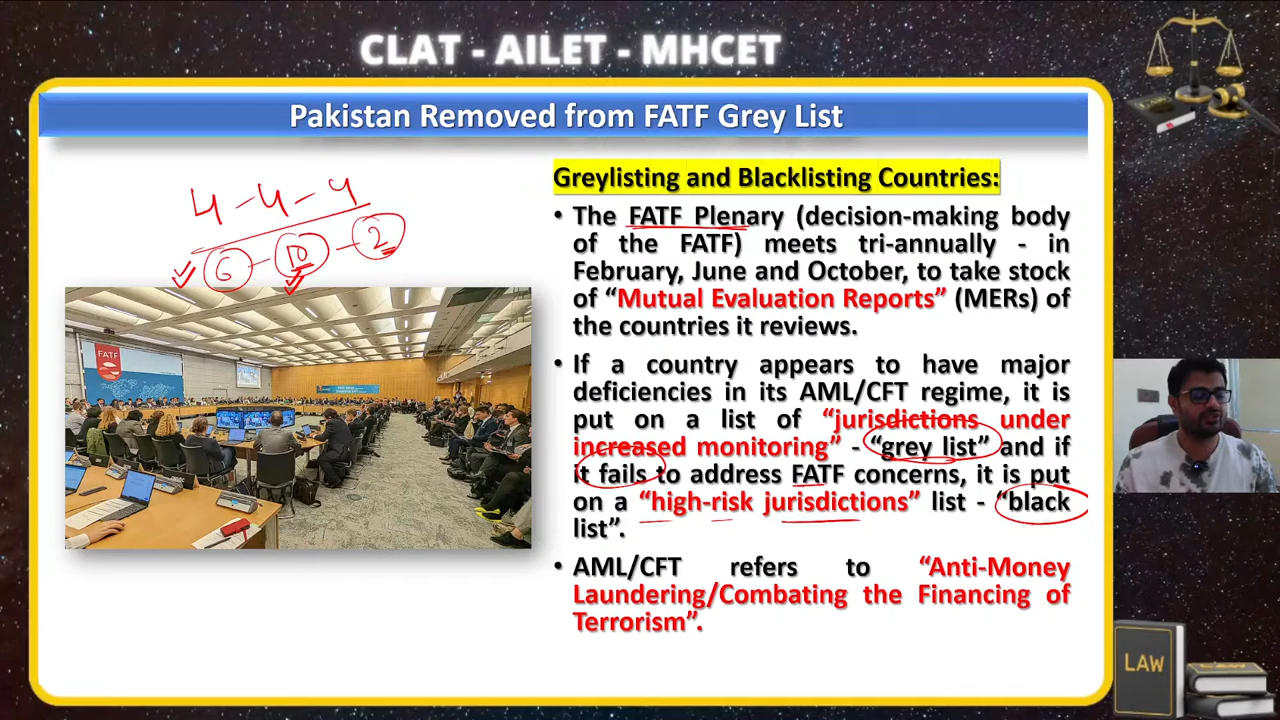 CLAT - AILET - MHCET
Pakistan Removed from FATF Grey List
4 - 4 - 4
6 - 10 - 2
FATF
Greylisting and Blacklisting Countries:
• The FATF Plenary (decision-making body
of the FATF) meets tri-annually - in
February, June and October, to take stock
of “Mutual Evaluation Reports” (MERs) of
the countries it reviews.
• If a country appears to have major
deficiencies in its AML/CFT regime, it is
put on a list of “jurisdictions under
increased monitoring” - “grey list” and if
it fails to address FATF concerns, it is put
on a “high-risk jurisdictions” list - “black
list”.
• AML/CFT refers to “Anti-Money
Laundering/Combating the Financing of
Terrorism”.
LAW